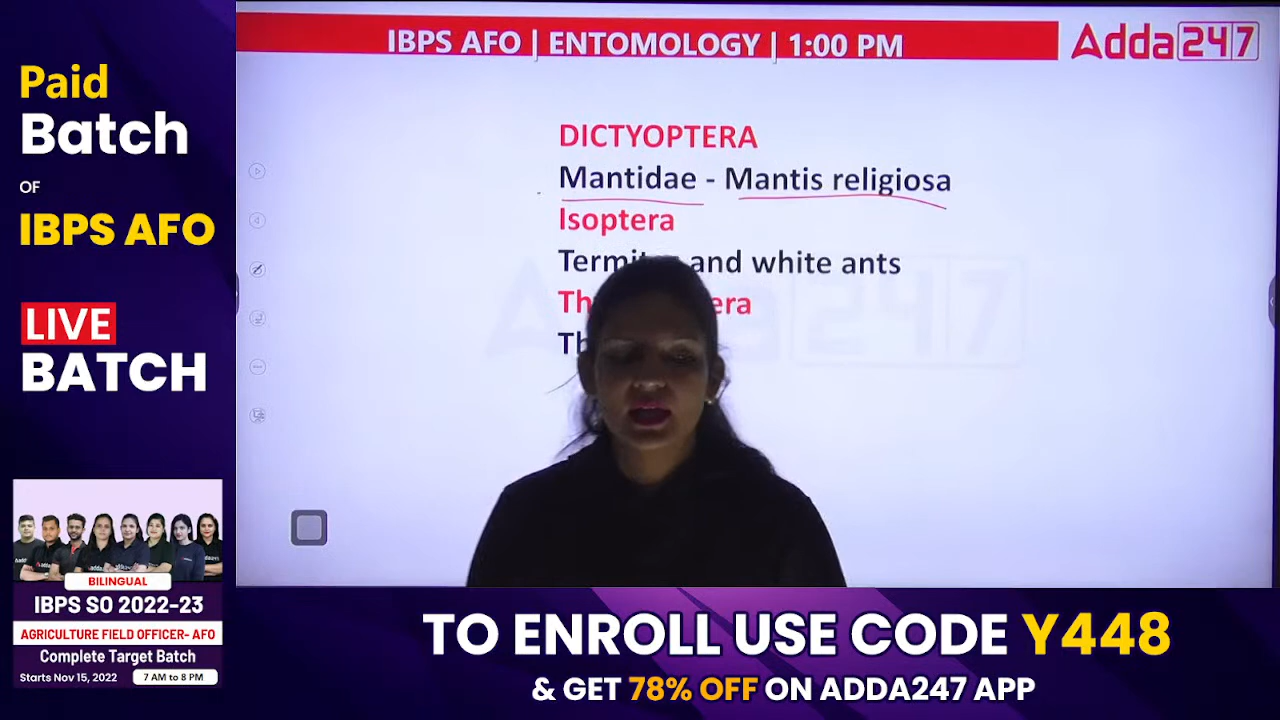 Paid
Batch
OF
IBPS AFO
LIVE
BATCH
BILINGUAL
IBPS SO 2022-23
AGRICULTURE FIELD OFFICER- AFO
Complete Target Batch
Starts Nov 15, 2022 7 AM to 8 PM
IBPS AFO | ENTOMOLOGY | 1:00 PM
Adda247
DICTYOPTERA
Mantidae - Mantis religiosa
Isoptera
and white ants
TO ENROLL USE CODE Y448
& GET 78% OFF ON ADDA247 APP